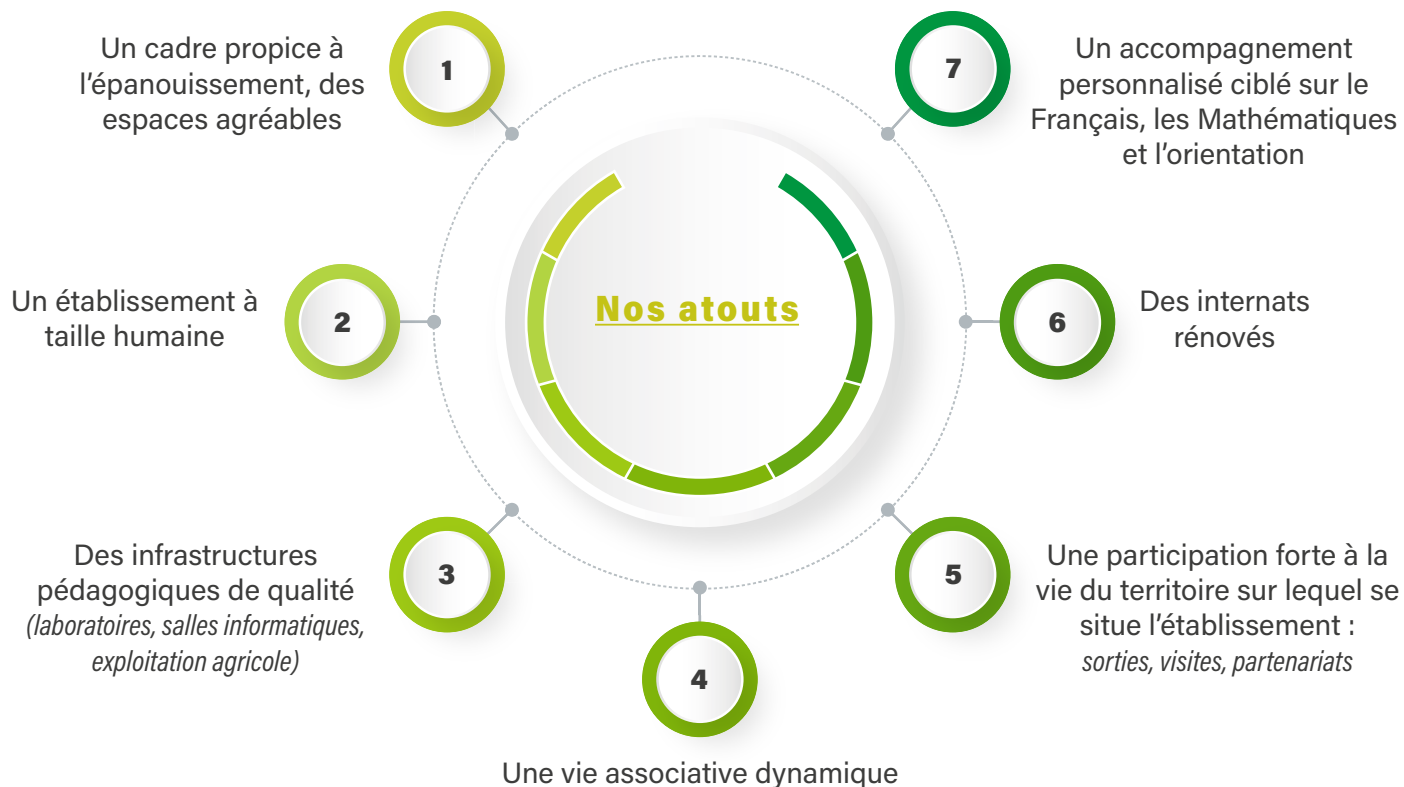 Nos atouts
1
Un cadre propice à
l’épanouissement, des
espaces agréables
2
Un établissement à
taille humaine
3
Des infrastructures
pédagogiques de qualité
(laboratoires, salles informatiques,
exploitation agricole)
4
Une vie associative dynamique
5
Une participation forte à la
vie du territoire sur lequel se
situe l’établissement :
sorties, visites, partenariats
6
Des internats
rénovés
7
Un accompagnement
personnalisé ciblé sur le
Français, les Mathématiques
et l’orientation